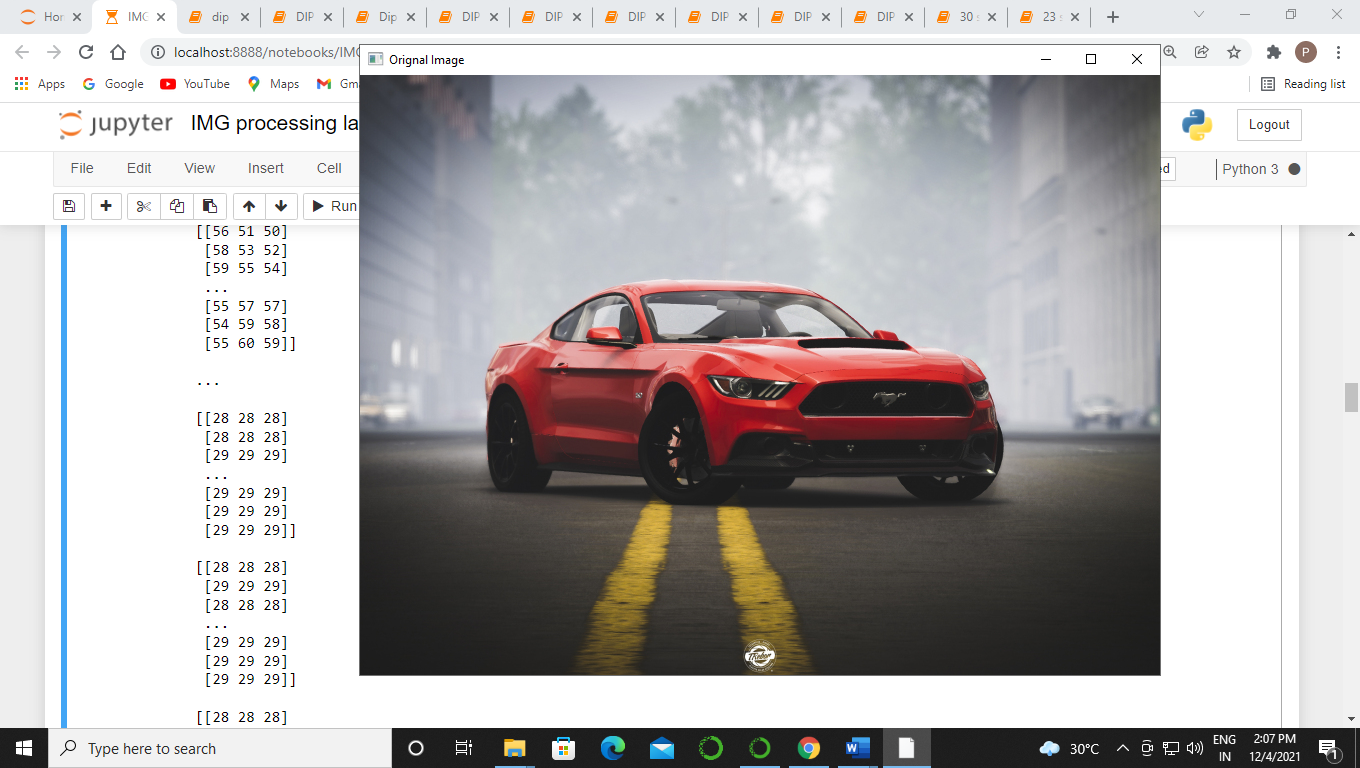 Hor
IMG
dip
DIP
Dip
DIP
DIP
DIP
DIP
DIP
DIP
30 s
23 s
localhost:8888/notebooks/IMG
P
Apps
Google
YouTube
Maps
Gm
Reading list
Orignal Image
jupyter
IMG processing la
Logout
File
Edit
View
Insert
Cell
ed
Python 3
Run
[[56 51 50]
[58 53 52]
[59 55 54]
...
[55 57 57]
[54 59 58]
[55 60 59]]
...
[[28 28 28]
[28 28 28]
[29 29 29]
...
[29 29 29]
[29 29 29]
[29 29 29]]
[[28 28 28]
[29 29 29]
[28 28 28]
...
[29 29 29]
[29 29 29]
[29 29 29]]
[[28 28 28]
Type here to search
30°C
ENG
IN
2:07 PM
12/4/2021
1